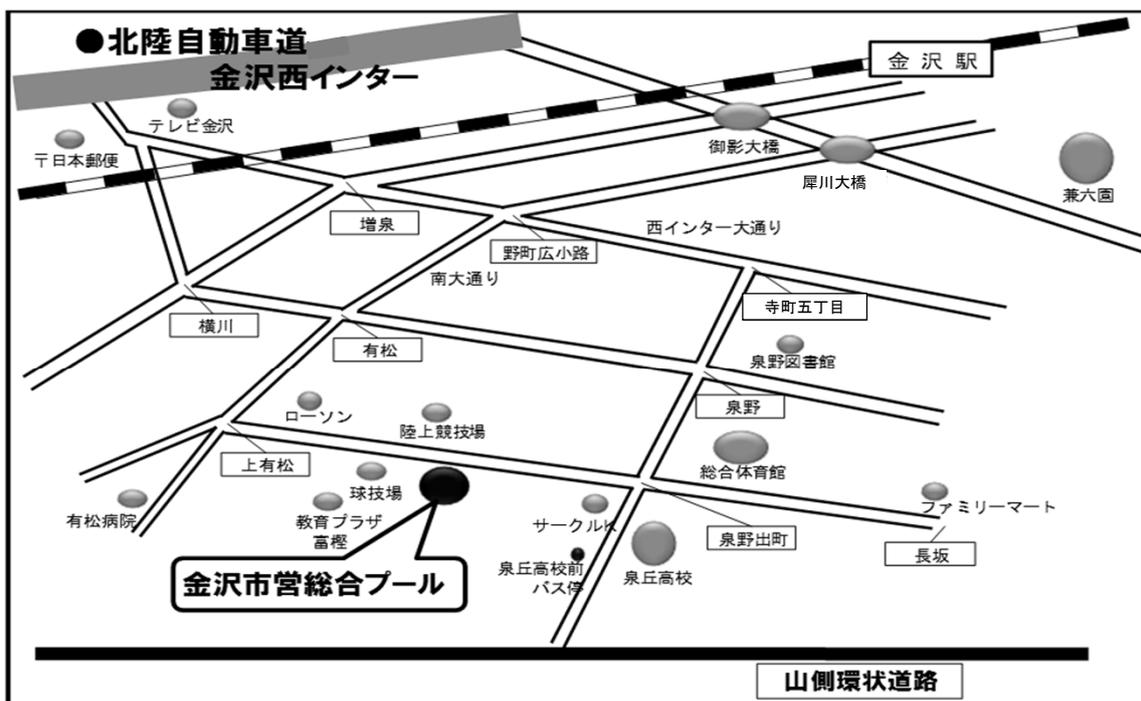 ●北陸自動車道
金沢西インター
金沢駅
テレビ金沢
〒日本郵便
御影大橋
犀川大橋
兼六園
増泉
野町広小路
西インター大通り
南大通り
寺町五丁目
横川
有松
泉野図書館
泉野
ローソン
陸上競技場
上有松
総合体育館
球技場
有松病院
教育プラザ
富樫
サークルK
ファミリーマート
泉野出町
長坂
泉丘高校前
バス停
泉丘高校
金沢市営総合プール
山側環状道路